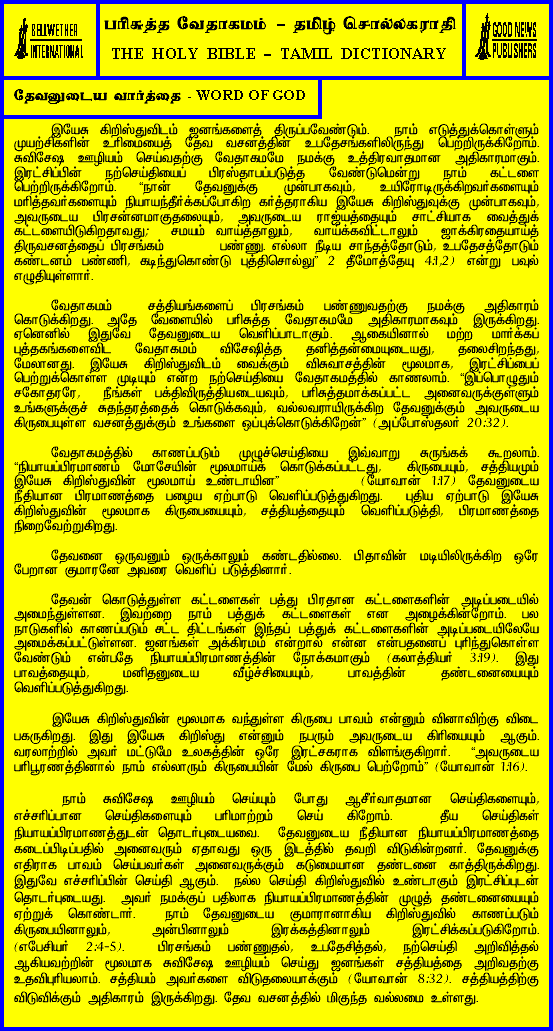 BELLWETHER
INTERNATIONAL
பரிசுத்த வேதாகமம் – தமிழ் சொல்லகராதி
THE HOLY BIBLE – TAMIL DICTIONARY
GOOD NEWS
PUBLISHERS
தேவனுடைய வார்த்தை - WORD OF GOD
இயேசு கிறிஸ்துவிடம் ஜனங்களைத் திருப்பவேண்டும். நாம் எடுத்துக்கொள்ளும்
முயற்சிகளின் உரிமையைத் தேவ வசனத்தின் உபதேசங்களிலிருந்து பெற்றிருக்கிறோம்.
சுவிசேஷ ஊழியம் செய்வதற்கு வேதாகமமே நமக்கு உத்திரவாதமான அதிகாரமாகும்.
இரட்சிப்பின் நற்செய்தியைப் பிரஸ்தாபப்படுத்த வேண்டுமென்று நாம் கட்டளை
பெற்றிருக்கிறோம். “நான் தேவனுக்கு முன்பாகவும், உயிரோடிருக்கிறவர்களையும்
மரித்தவர்களையும் நியாயந்தீர்க்கப்போகிற கர்த்தராகிய இயேசு கிறிஸ்துவுக்கு முன்பாகவும்,
அவருடைய பிரசன்னமாகுதலையும், அவருடைய ராஜ்யத்தையும் சாட்சியாக வைத்துக்
கட்டளையிடுகிறதாவது; சமயம் வாய்த்தாலும், வாய்க்கவிட்டாலும் ஜாக்கிரதையாய்த்
திருவசனத்தைப் பிரசங்கம் பண்ணு. எல்லா நீடிய சாந்தத்தோடும், உபதேசத்தோடும்
கண்டனம் பண்ணி, கடிந்துகொண்டு புத்திசொல்லு” 2 தீமோத்தேயு 4:1,2) என்று பவுல்
எழுதியுள்ளார்.
வேதாகமம் சத்தியங்களைப் பிரசங்கம் பண்ணுவதற்கு நமக்கு அதிகாரம்
கொடுக்கிறது. அதே வேளையில் பரிசுத்த வேதாகமமே அதிகாரமாகவும் இருக்கிறது.
ஏனெனில் இதுவே தேவனுடைய வெளிப்பாடாகும். ஆகையினால் மற்ற மார்க்கப்
புத்தகங்களைவிட வேதாகமம் விசேஷித்த தனித்தன்மையுடையது, தலைசிறந்தது,
மேலானது. இயேசு கிறிஸ்துவிடம் வைக்கும் விசுவாசத்தின் மூலமாக, இரட்சிப்பைப்
பெற்றுக்கொள்ள முடியும் என்ற நற்செய்தியை வேதாகமத்தில் காணலாம். “இப்பொழுதும்
சகோதரரே, நீங்கள் பக்திவிருத்தியடையவும், பரிசுத்தமாக்கப்பட்ட அனைவருக்குள்ளும்
உங்களுக்குச் சுதந்தரத்தைக் கொடுக்கவும், வல்லவராயிருக்கிற தேவனுக்கும் அவருடைய
கிருபையுள்ள வசனத்துக்கும் உங்களை ஒப்புக்கொடுக்கிறேன்” (அப்போஸ்தலர் 20:32).
வேதாகமத்தில் காணப்படும் முழுச்செய்தியை இவ்வாறு சுருங்கக் கூறலாம்.
“நியாயப்பிரமாணம் மோசேயின் மூலமாய்க் கொடுக்கப்பட்டது, கிருபையும், சத்தியமும்
இயேசு கிறிஸ்துவின் மூலமாய் உண்டாயின” (யோவான் 1:17) தேவனுடைய
நீதியான பிரமாணத்தை பழைய ஏற்பாடு வெளிப்படுத்துகிறது. புதிய ஏற்பாடு இயேசு
கிறிஸ்துவின் மூலமாக கிருபையையும், சத்தியத்தையும் வெளிப்படுத்தி, பிரமாணத்தை
நிறைவேற்றுகிறது.
தேவனை ஒருவனும் ஒருக்காலும் கண்டதில்லை. பிதாவின் மடியிலிருக்கிற ஒரே
பேறான குமாரனே அவரை வெளிப் படுத்தினார்.
தேவன் கொடுத்துள்ள கட்டளைகள் பத்து பிரதான கட்டளைகளின் அடிப்படையில்
அமைந்துள்ளன. இவற்றை நாம் பத்துக் கட்டளைகள் என அழைக்கின்றோம். பல
நாடுகளில் காணப்படும் சட்ட திட்டங்கள் இந்தப் பத்துக் கட்டளைகளின் அடிப்படையிலேயே
அமைக்கப்பட்டுள்ளன. ஜனங்கள் அக்கிரமம் என்றால் என்ன என்பதனைப் புரிந்துகொள்ள
வேண்டும் என்பதே நியாயப்பிரமாணத்தின் நோக்கமாகும் (கலாத்தியர் 3:19). இது
பாவத்தையும், மனிதனுடைய வீழ்ச்சியையும், பாவத்தின் தண்டனையையும்
வெளிப்படுத்துகிறது.
இயேசு கிறிஸ்துவின் மூலமாக வந்துள்ள கிருபை பாவம் என்னும் வினாவிற்கு விடை
பகருகிறது. இது இயேசு கிறிஸ்து என்னும் நபரும் அவருடைய கிரியையும் ஆகும்.
வரலாற்றில் அவர் மட்டுமே உலகத்தின் ஒரே இரட்சகராக விளங்குகிறார். “அவருடைய
பரிபூரணத்தினால் நாம் எல்லாரும் கிருபையின் மேல் கிருபை பெற்றோம்” (யோவான் 1:16).
நாம் சுவிசேஷ ஊழியம் செய்யும் போது ஆசீர்வாதமான செய்திகளையும்,
எச்சரிப்பான செய்திகளையும் பரிமாற்றம் செய் கிறோம். தீய செய்திகள்
நியாயப்பிரமாணத்துடன் தொடர்புடையவை. தேவனுடைய நீதியான நியாயப்பிரமாணத்தை
கடைப்பிடிப்பதில் அனைவரும் ஏதாவது ஒரு இடத்தில் தவறி விடுகின்றனர். தேவனுக்கு
எதிராக பாவம் செய்பவர்கள் அனைவருக்கும் கடுமையான தண்டனை காத்திருக்கிறது.
இதுவே எச்சரிப்பின் செய்தி ஆகும். நல்ல செய்தி கிறிஸ்துவில் உண்டாகும் இரட்சிப்புடன்
தொடர்புடையது. அவர் நமக்குப் பதிலாக நியாயப்பிரமாணத்தின் முழுத் தண்டனையையும்
ஏற்றுக் கொண்டார். நாம் தேவனுடைய குமாரனாகிய கிறிஸ்துவில் காணப்படும்
கிருபையினாலும், அன்பினாலும் இரக்கத்தினாலும் இரட்சிக்கப்படுகிறோம்.
(எபேசியர் 2:4-5). பிரசங்கம் பண்ணுதல், உபதேசித்தல், நற்செய்தி அறிவித்தல்
ஆகியவற்றின் மூலமாக சுவிசேஷ ஊழியம் செய்து ஜனங்கள் சத்தியத்தை அறிவதற்கு
உதவிபுரியலாம். சத்தியம் அவர்களை விடுதலையாக்கும் (யோவான் 8:32). சத்தியத்திற்கு
விடுவிக்கும் அதிகாரம் இருக்கிறது. தேவ வசனத்தில் மிகுந்த வல்லமை உள்ளது.